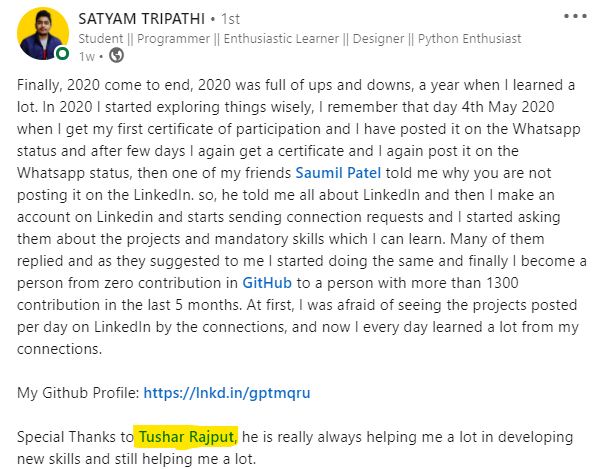 SATYAM TRIPATHI • 1st
Student || Programmer || Enthusiastic Learner || Designer || Python Enthusiast
1w •
Finally, 2020 come to end, 2020 was full of ups and downs, a year when I learned a
lot. In 2020 I started exploring things wisely, I remember that day 4th May 2020
when I get my first certificate of participation and I have posted it on the Whatsapp
status and after few days I again get a certificate and I again post it on the
Whatsapp status, then one of my friends Saumil Patel told me why you are not
posting it on the LinkedIn. so, he told me all about LinkedIn and then I make an
account on Linkedin and starts sending connection requests and I started asking
them about the projects and mandatory skills which I can learn. Many of them
replied and as they suggested to me I started doing the same and finally I become a
person from zero contribution in GitHub to a person with more than 1300
contribution in the last 5 months. At first, I was afraid of seeing the projects posted
per day on LinkedIn by the connections, and now I every day learned a lot from my
connections.
My Github Profile: https://lnkd.in/gptmqru
Special Thanks to Tushar Rajput, he is really always helping me a lot in developing
new skills and still helping me a lot.